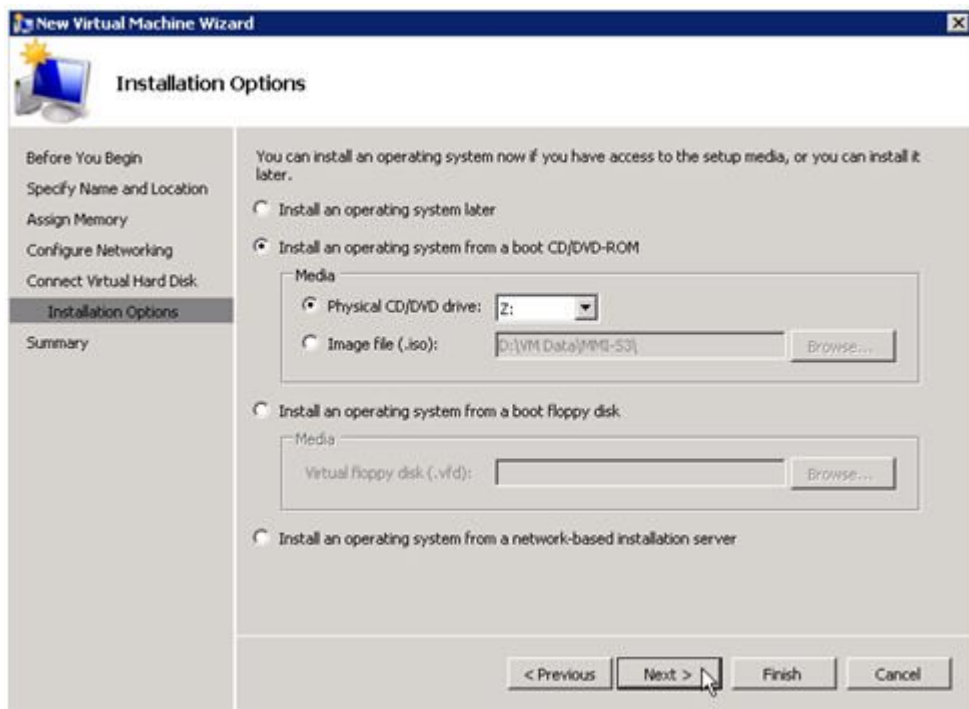 New Virtual Machine Wizard
Installation Options
Before You Begin
Specify Name and Location
Assign Memory
Configure Networking
Connect Virtual Hard Disk
Installation Options
Summary
You can install an operating system now if you have access to the setup media, or you can install it
later.
Install an operating system later
Install an operating system from a boot CD/DVD-ROM
Media
Physical CD/DVD drive: Z:
Image file (.iso): D:\VM Data\MMI-S3\ Browse...
Install an operating system from a boot floppy disk
Media
Virtual floppy disk (.vfd): Browse...
Install an operating system from a network-based installation server
< Previous Next > Finish Cancel